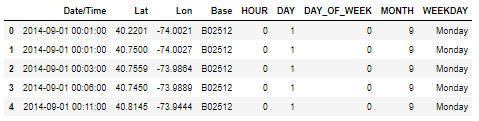 Date/Time Lat Lon Base HOUR DAY DAY_OF_WEEK MONTH WEEKDAY
0 2014-09-01 00:01:00 40.2201 -74.0021 B02512 0 1 0 9 Monday
1 2014-09-01 00:01:00 40.7500 -74.0027 B02512 0 1 0 9 Monday
2 2014-09-01 00:03:00 40.7559 -73.9864 B02512 0 1 0 9 Monday
3 2014-09-01 00:06:00 40.7450 -73.9889 B02512 0 1 0 9 Monday
4 2014-09-01 00:11:00 40.8145 -73.9444 B02512 0 1 0 9 Monday